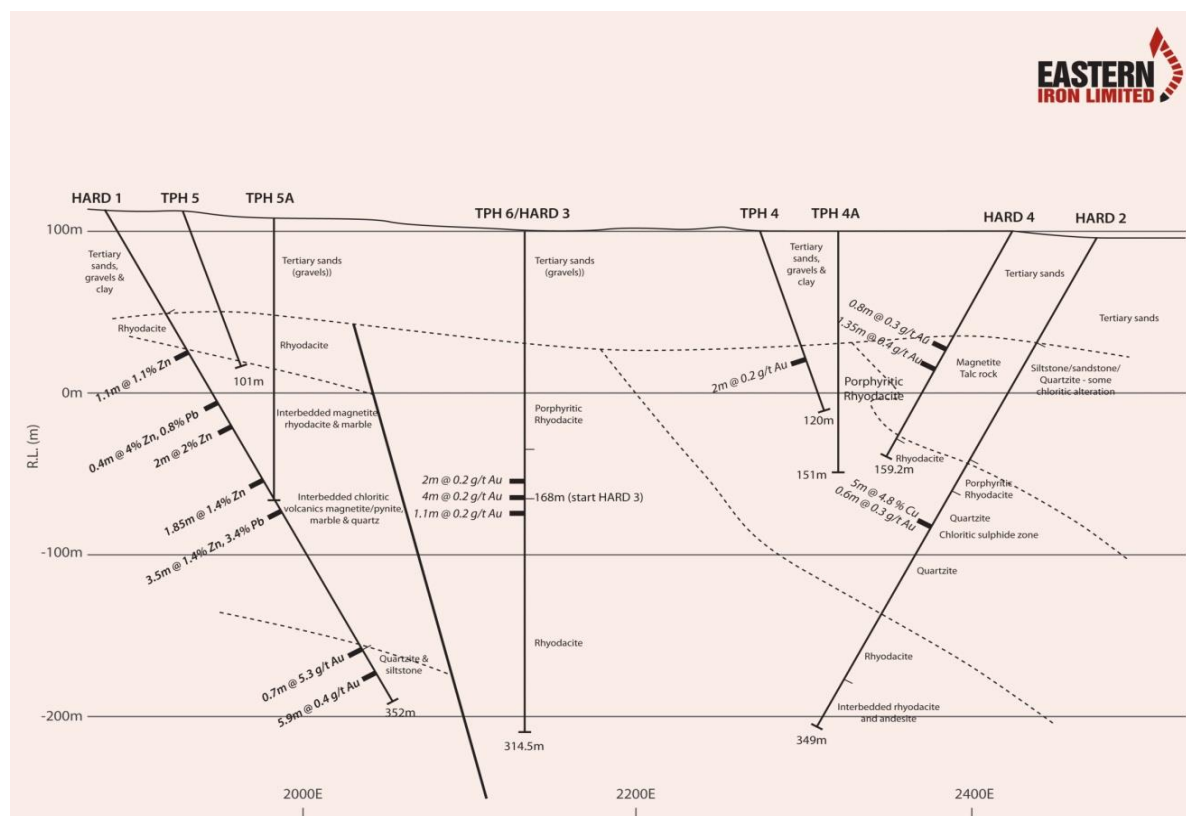 EASTERN
IRON LIMITED
HARD 1
TPH 5
TPH 5A
TPH 6/HARD 3
TPH 4
TPH 4A
HARD 4
HARD 2
100m
0m
-100m
-200m
R.L. (m)
Tertiary
sands,
gravels &
clay
Rhyodacite
1.1m @ 1.1% Zn
0.4m @ 4% Zn, 0.8% Pb
2m @ 2% Zn
1.85m @ 1.4% Zn
3.5m @ 1.4% Zn, 3.4% Pb
0.7m @ 5.3 g/t Au
5.9m @ 0.4 g/t Au
352m
101m
Tertiary sands
(gravels))
Rhyodacite
Interbedded magnetite
rhyodacite & marble
Interbedded chloritic
volcanics magnetite/pynite,
marble & quartz
Quartzite &
siltstone
Tertiary sands
(gravels))
Porphyritic
Rhyodacite
2m @ 0.2 g/t Au
4m @ 0.2 g/t Au
1.1m @ 0.2 g/t Au
168m (start HARD 3)
Rhyodacite
314.5m
Tertiary
sands,
gravels &
clay
2m @ 0.2 g/t Au
120m
151m
Porphyritic
Rhyodacite
0.8m @ 0.3 g/t Au
1.35m @ 0.4 g/t Au
Tertiary sands
Magnetite
Talc rock
Rhyodacite
159.2m
Tertiary sands
Siltstone/sandstone/
Quartzite - some
chloritic alteration
Porphyritic
Rhyodacite
5m @ 4.8 % Cu
0.6m @ 0.3 g/t Au
Quartzite
Chloritic sulphide zone
Quartzite
Rhyodacite
Interbedded rhyodacite
and andesite
349m
2000E
2200E
2400E